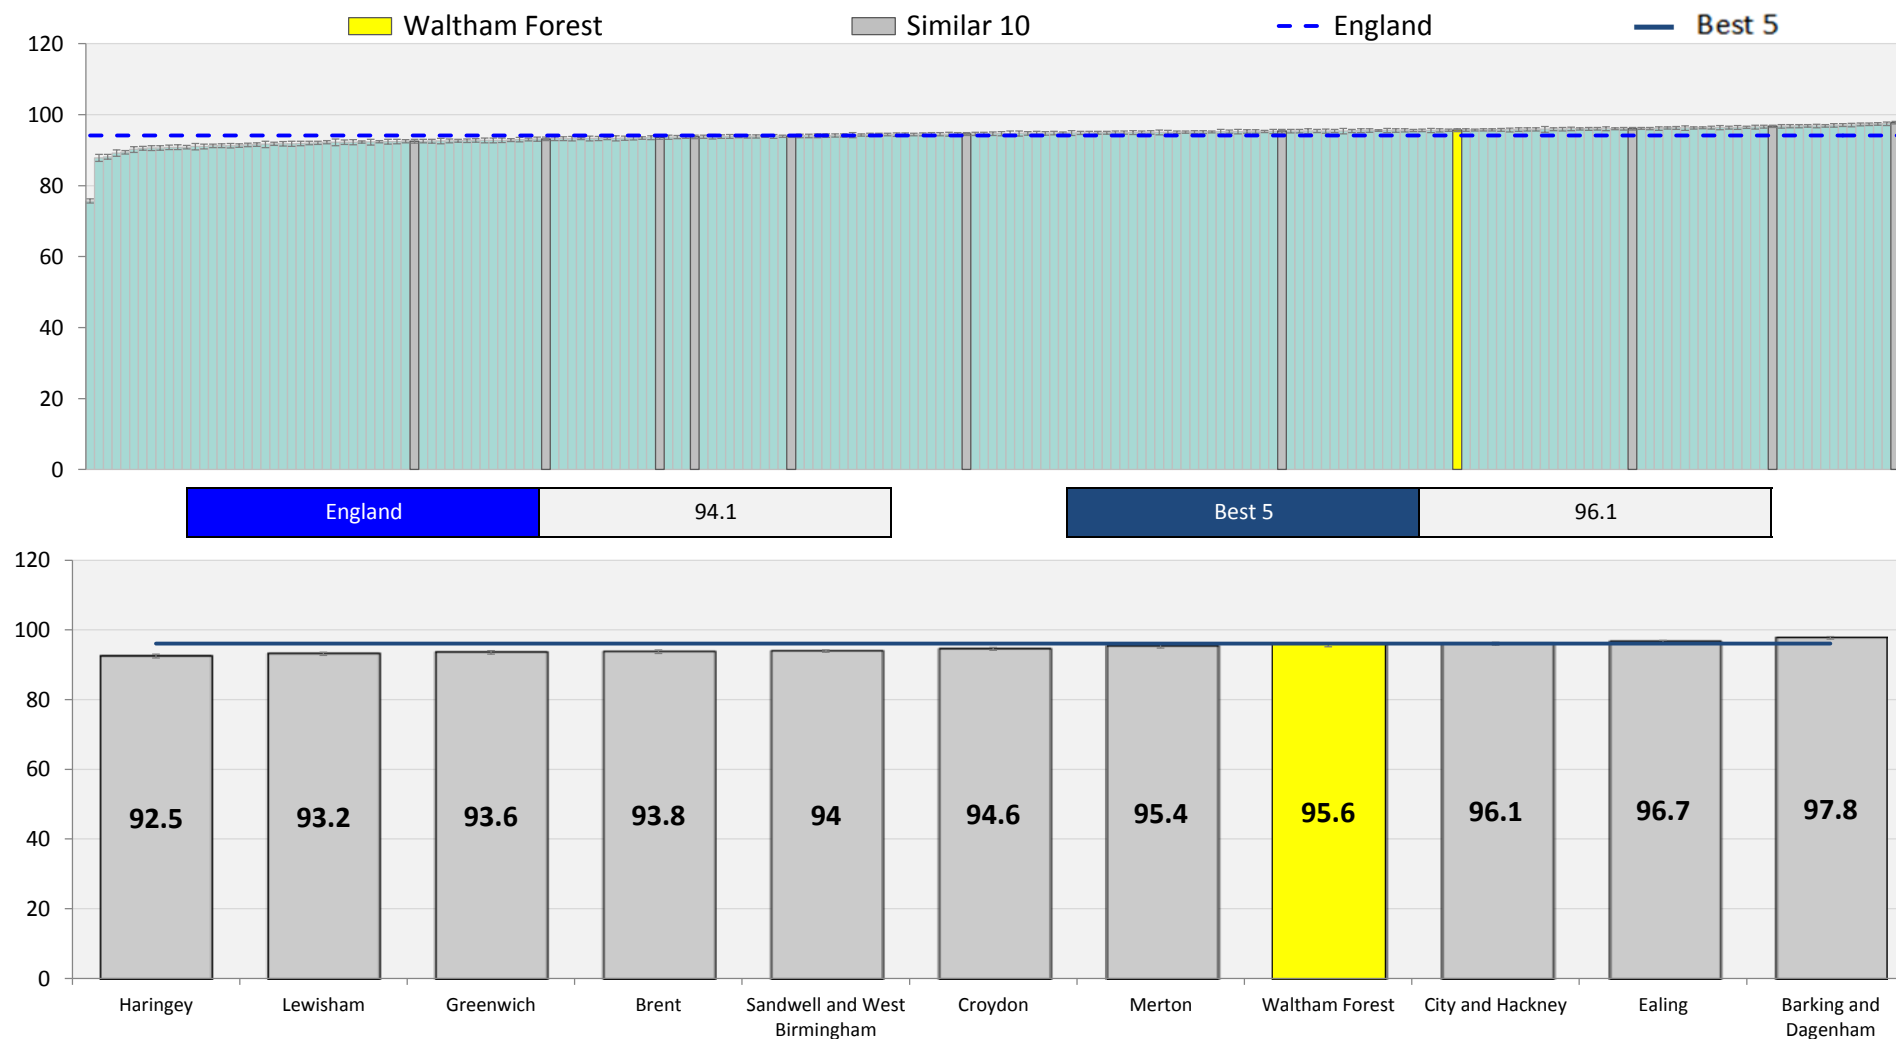 Waltham Forest Similar 10 England Best 5
120
100
80
60
40
20
0
England 94.1 Best 5 96.1
120
100
80
60
40
20
0
92.5 93.2 93.6 93.8 94 94.6 95.4 95.6 96.1 96.7 97.8
Haringey Lewisham Greenwich Brent Sandwell and West Croydon Merton Waltham Forest City and Hackney Ealing Barking and
Birmingham Dagenham